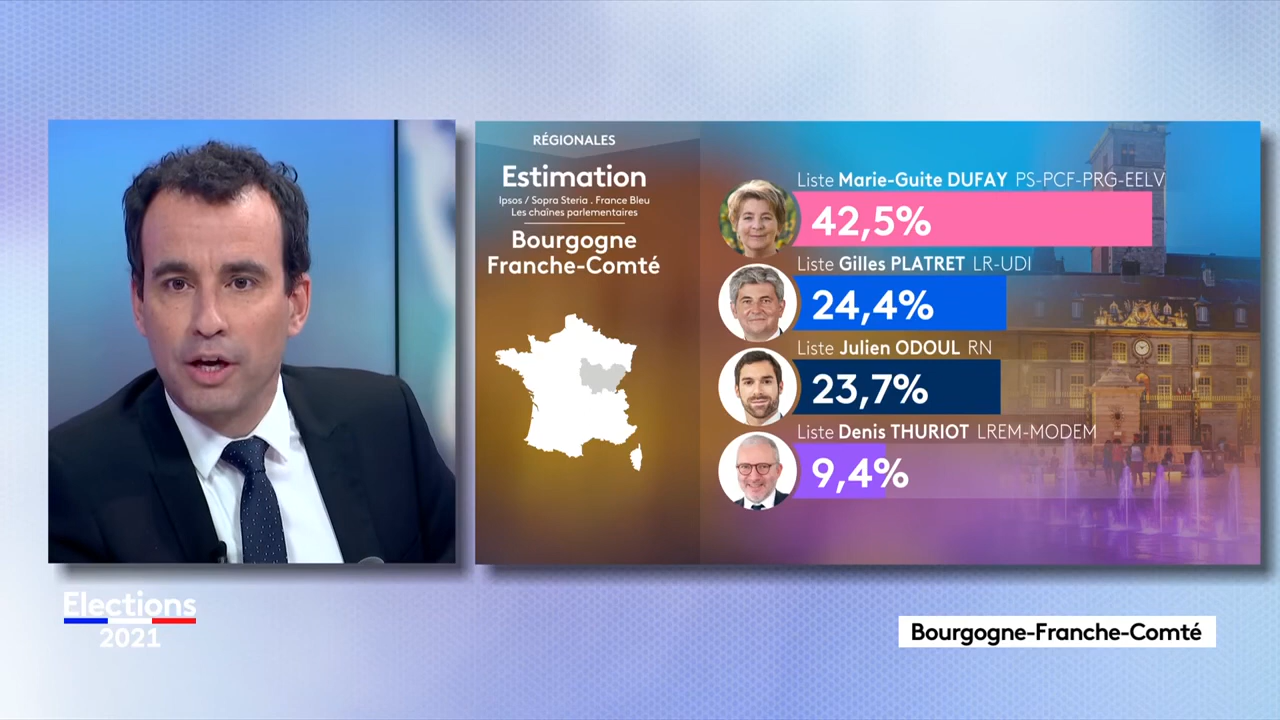 RÉGIONALES
Estimation
Ipsos / Sopra Steria . France Bleu
Les chaînes parlementaires
Bourgogne
Franche-Comté
Liste Marie-Guite DUFAY PS-PCF-PRG-EELV
42,5%
Liste Gilles PLATRET LR-UDI
24,4%
Liste Julien ODOUL RN
23,7%
Liste Denis THURIOT LREM-MODEM
9,4%
Elections
2021
Bourgogne-Franche-Comté